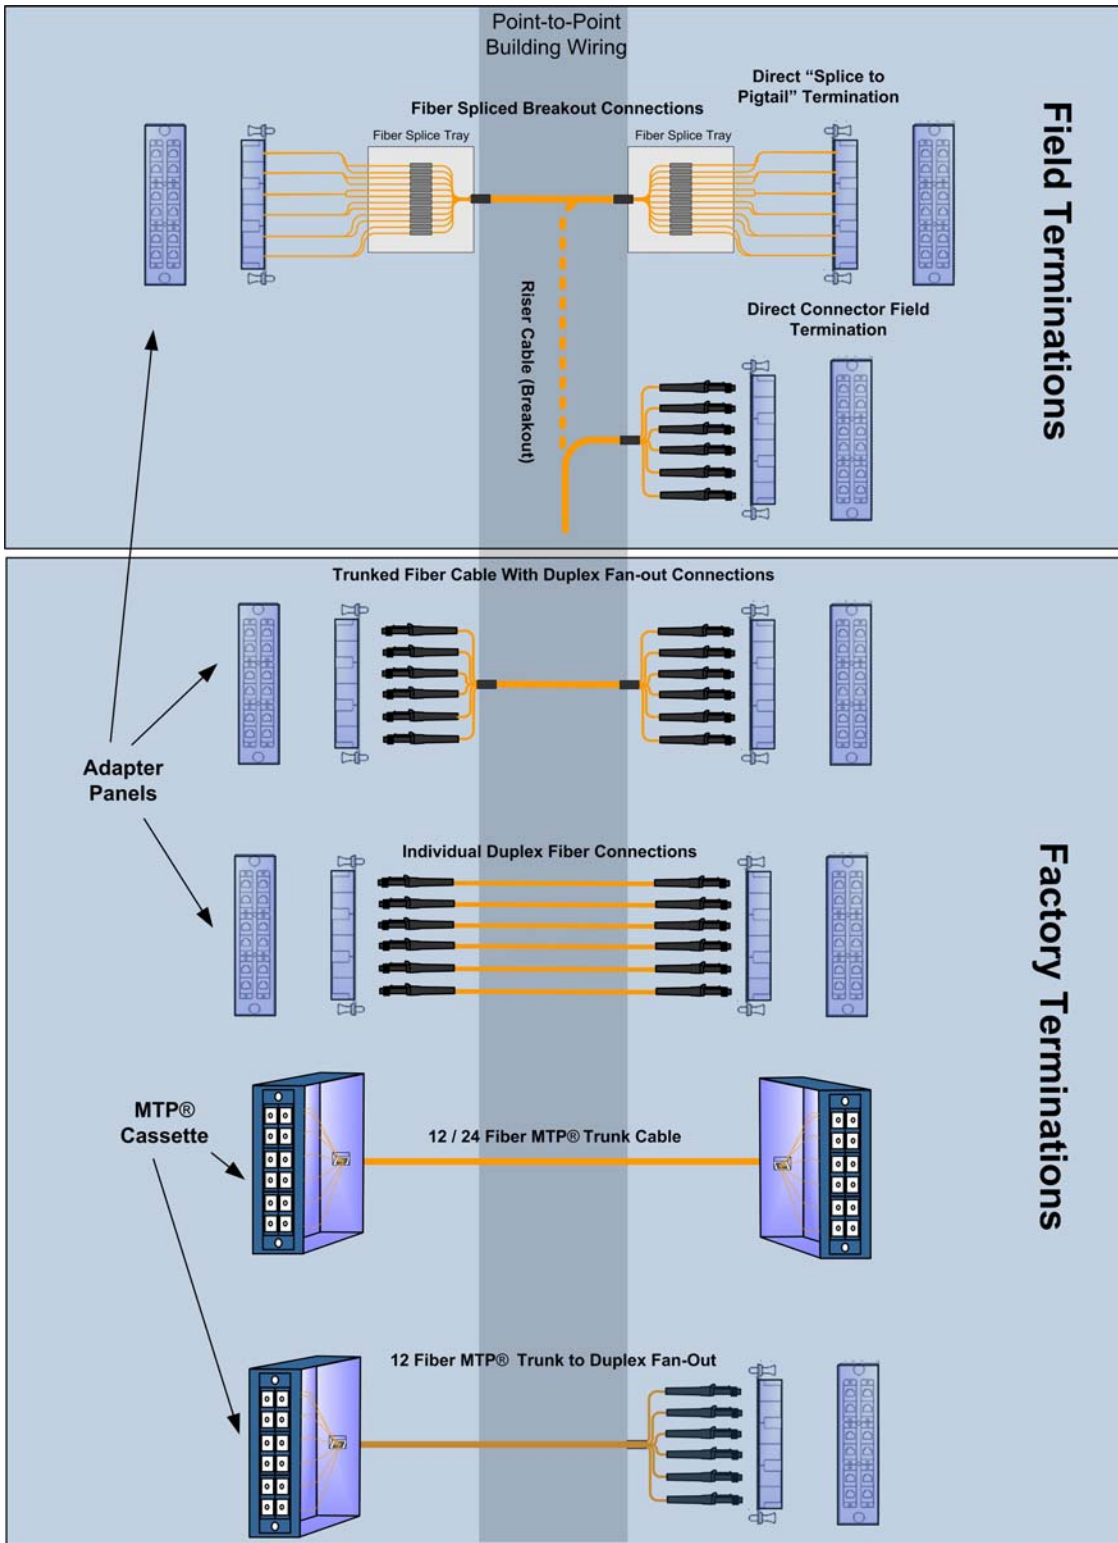 Point-to-Point
Building Wiring
Direct “Splice to
Pigtail” Termination
Fiber Spliced Breakout Connections
Fiber Splice Tray
Fiber Splice Tray
Field Terminations
Riser Cable (Breakout)
Direct Connector Field
Termination
Trunked Fiber Cable With Duplex Fan-out Connections
Adapter
Panels
Individual Duplex Fiber Connections
Factory Terminations
MTP®
Cassette
12 / 24 Fiber MTP® Trunk Cable
12 Fiber MTP® Trunk to Duplex Fan-Out